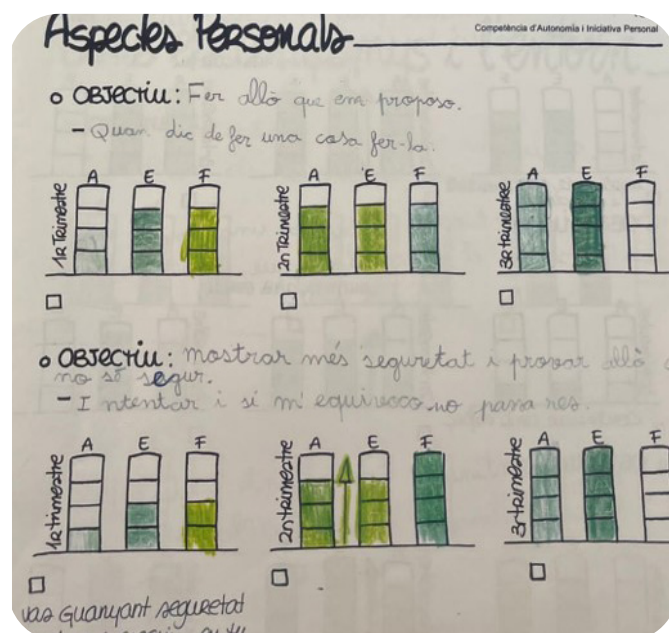 Aspectes Personals
Competència d'Autonomia i Iniciativa Personal
OBJECTIU: Fer allò que em proposo.
- Quan dic de fer una cosa fer-la.
1R Trimestre A E F
2n Trimestre A E F
3R trimestre A E F
OBJECTIU: mostrar més seguretat i provar allò
no sé segur.
- Intentar i si m'equivoco no passa res.
1R trimestre A E F
2n trimestre A E F
3r trimestre A E F
vas guanyant seguretat